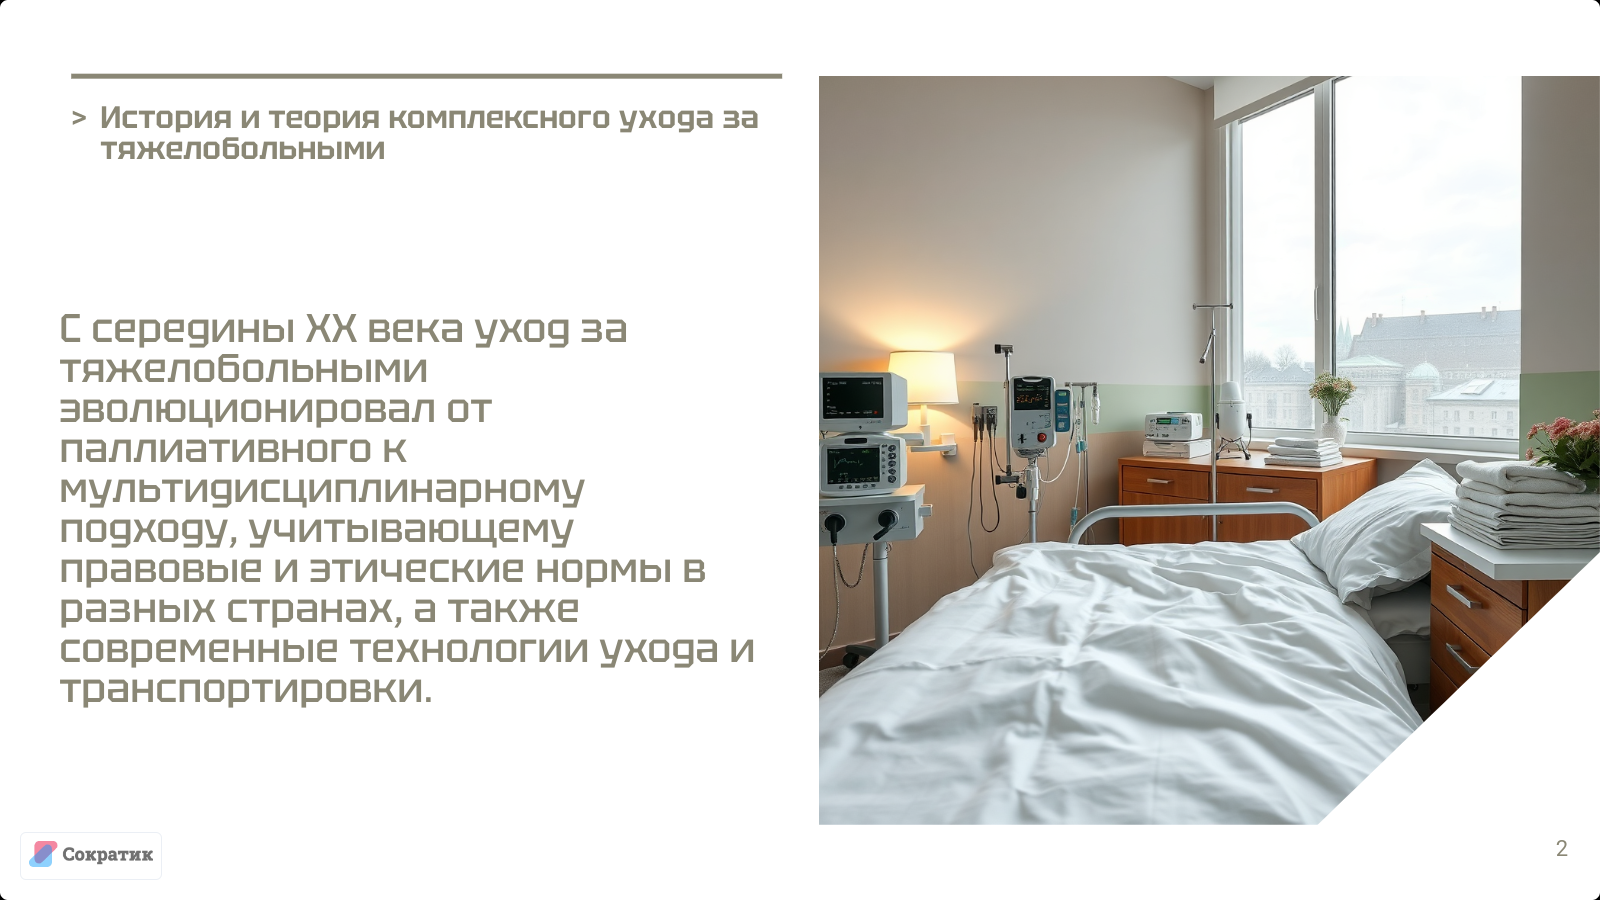 > История и теория комплексного ухода за
тяжелобольными
С середины XX века уход за
тяжелобольными
эволюционировал от
паллиативного к
мультидисциплинарному
подходу, учитывающему
правовые и этические нормы в
разных странах, а также
современные технологии ухода и
транспортировки.
Сократик
2